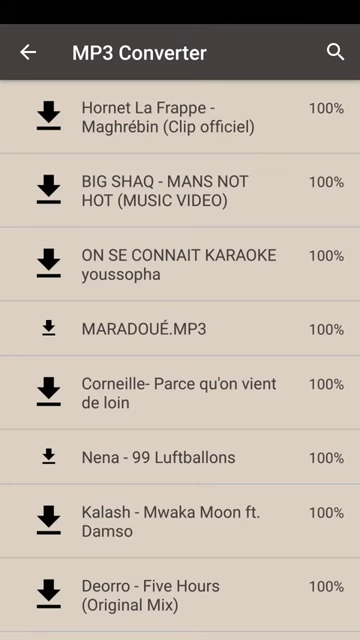 MP3 Converter
Hornet La Frappe - 100%
Maghrébin (Clip officiel)
BIG SHAQ - MANS NOT 100%
HOT (MUSIC VIDEO)
ON SE CONNAIT KARAOKE 100%
youssopha
MARADOUÉ.MP3 100%
Corneille- Parce qu'on vient 100%
de loin
Nena - 99 Luftballons 100%
Kalash - Mwaka Moon ft. 100%
Damso
Deorro - Five Hours 100%
(Original Mix)